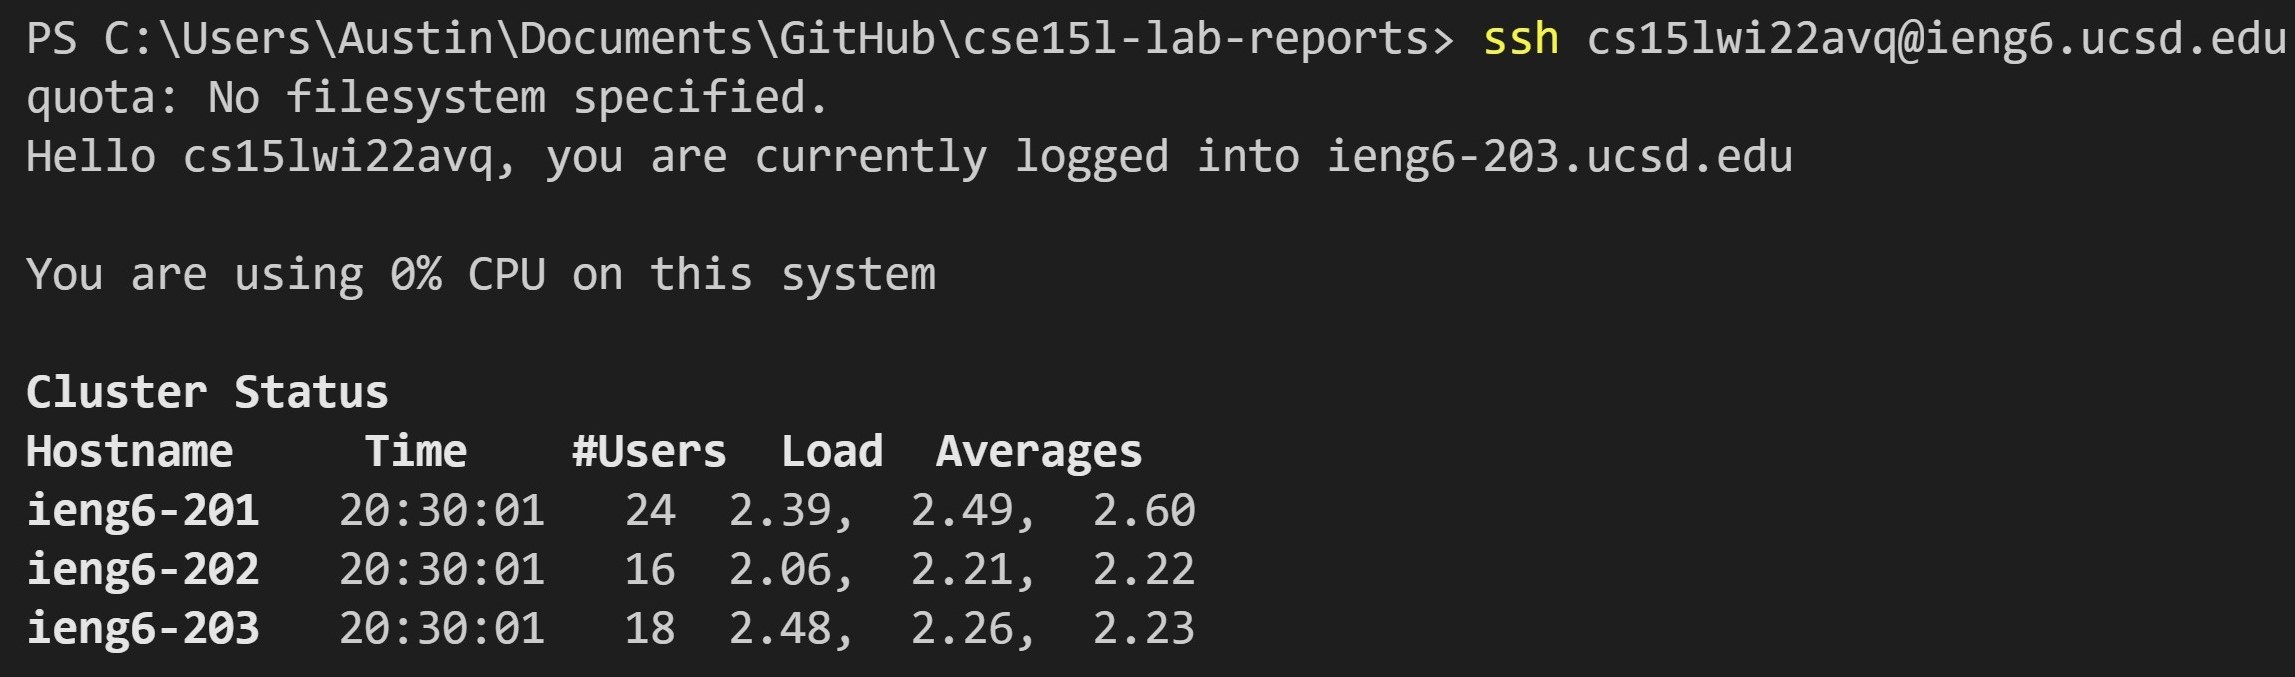 PS C:\Users\Austin\Documents\GitHub\cse15l-lab-reports> ssh cs15lwi22avq@ieng6.ucsd.edu
quota: No filesystem specified.
Hello cs15lwi22avq, you are currently logged into ieng6-203.ucsd.edu
You are using 0% CPU on this system
Cluster Status
Hostname     Time    #Users  Load  Averages
ieng6-201   20:30:01   24  2.39,  2.49,  2.60
ieng6-202   20:30:01   16  2.06,  2.21,  2.22
ieng6-203   20:30:01   18  2.48,  2.26,  2.23